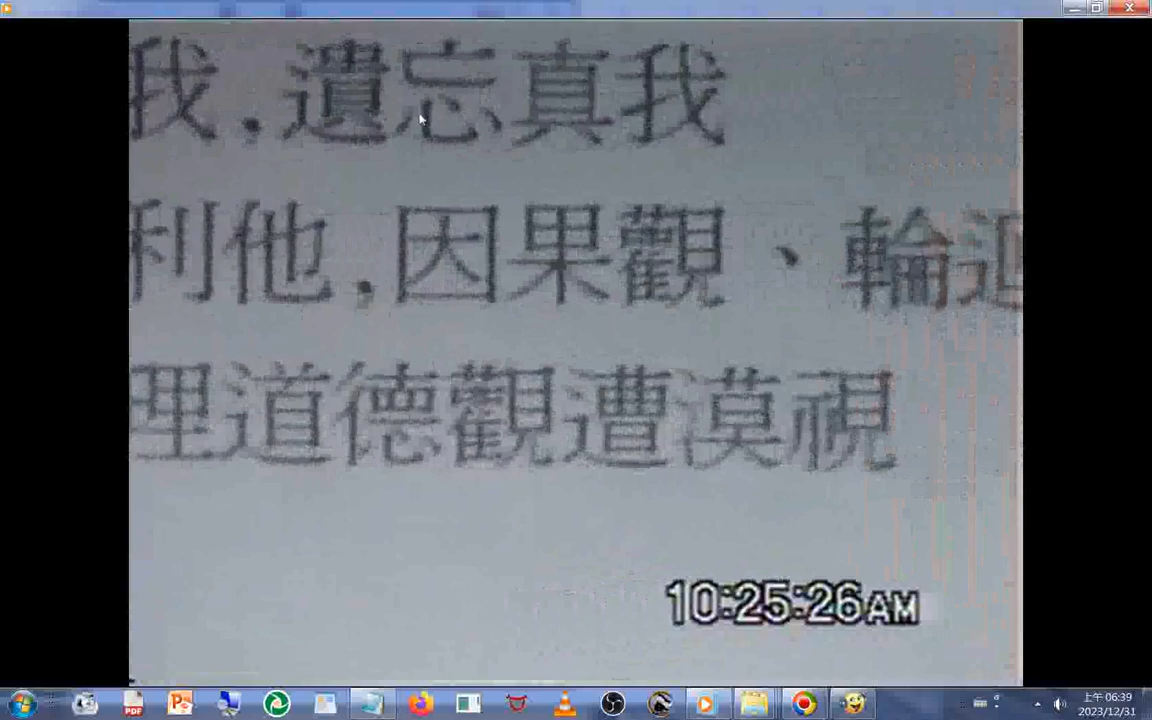 我,遺忘真我
利他,因果觀、輪迴
理道德觀遭漠視
10:25:26AM
上午 06:39
2023/12/31